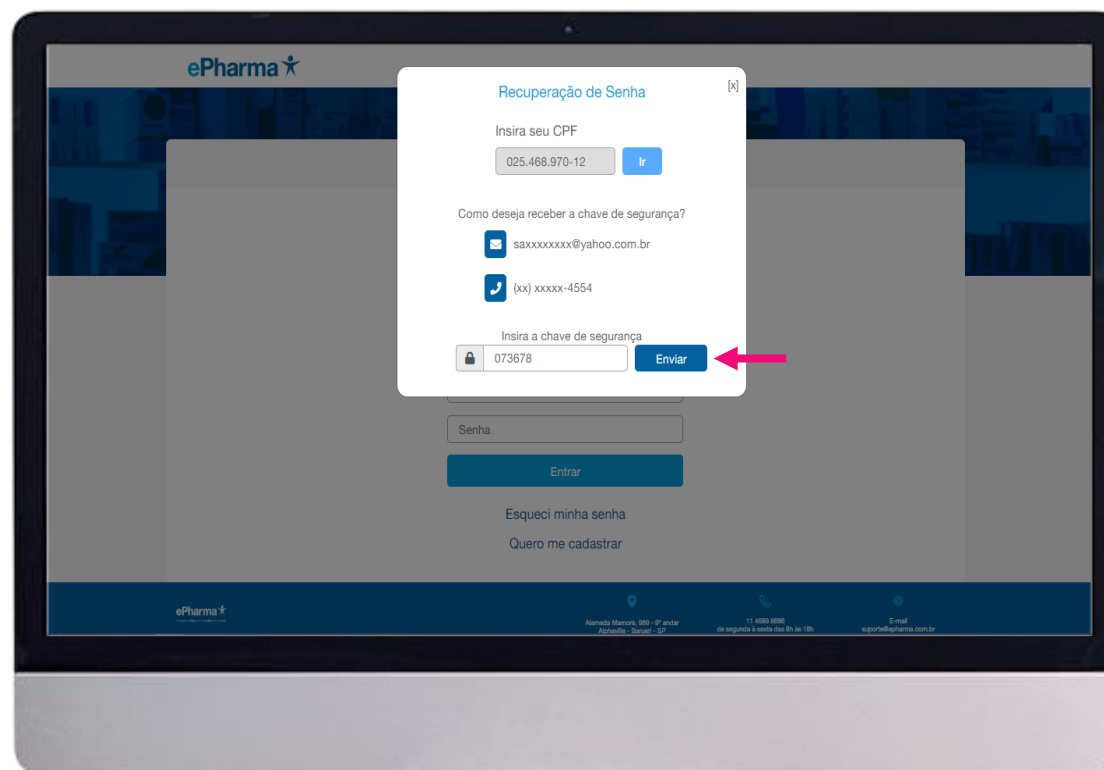 ePharma
Recuperação de Senha
[x]
Insira seu CPF
025.468.970-12
Ir
Como deseja receber a chave de segurança?
saxxxxxxxx@yahoo.com.br
(xx) xxxxx-4554
Insira a chave de segurança
073678
Enviar
Senha
Entrar
Esqueci minha senha
Quero me cadastrar
ePharma
Alameda Mamoré, 989 - 9º andar
Alphaville - Barueri - SP
11 4689 8686
de segunda à sexta das 8h às 18h
E-mail
suporte@epharma.com.br